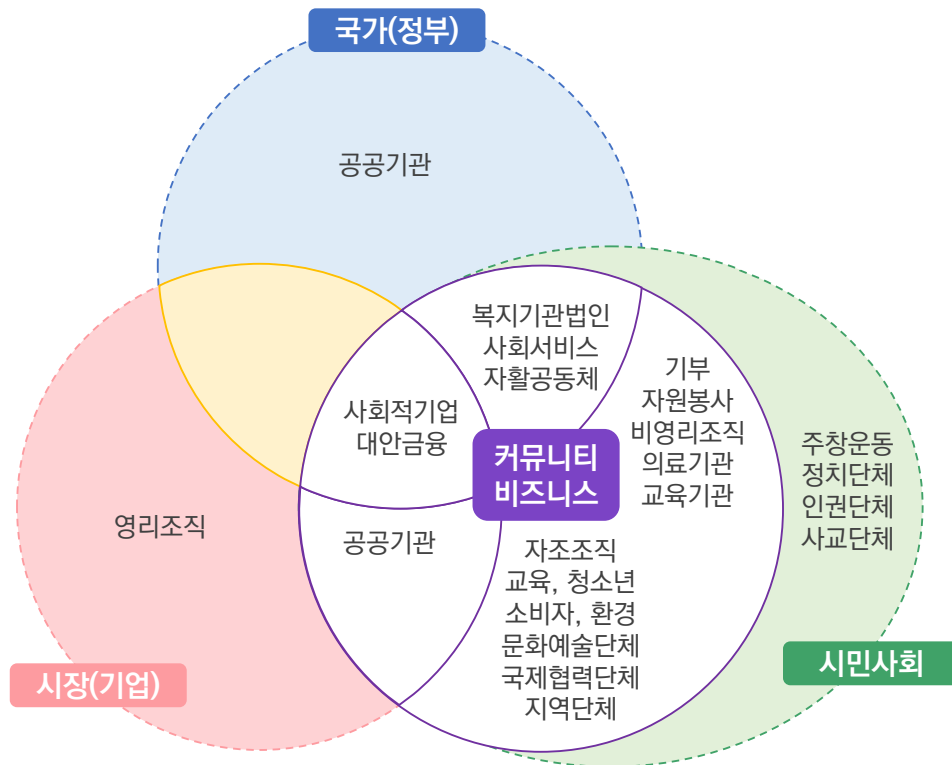 국가(정부)
공공기관
복지기관법인
사회서비스
자활공동체
기부
자원봉사
비영리조직
의료기관
교육기관
사회적기업
대안금융
커뮤니티
비즈니스
주창운동
정치단체
인권단체
사교단체
영리조직
공공기관
자조조직
교육, 청소년
소비자, 환경
문화예술단체
국제협력단체
지역단체
시장(기업)
시민사회